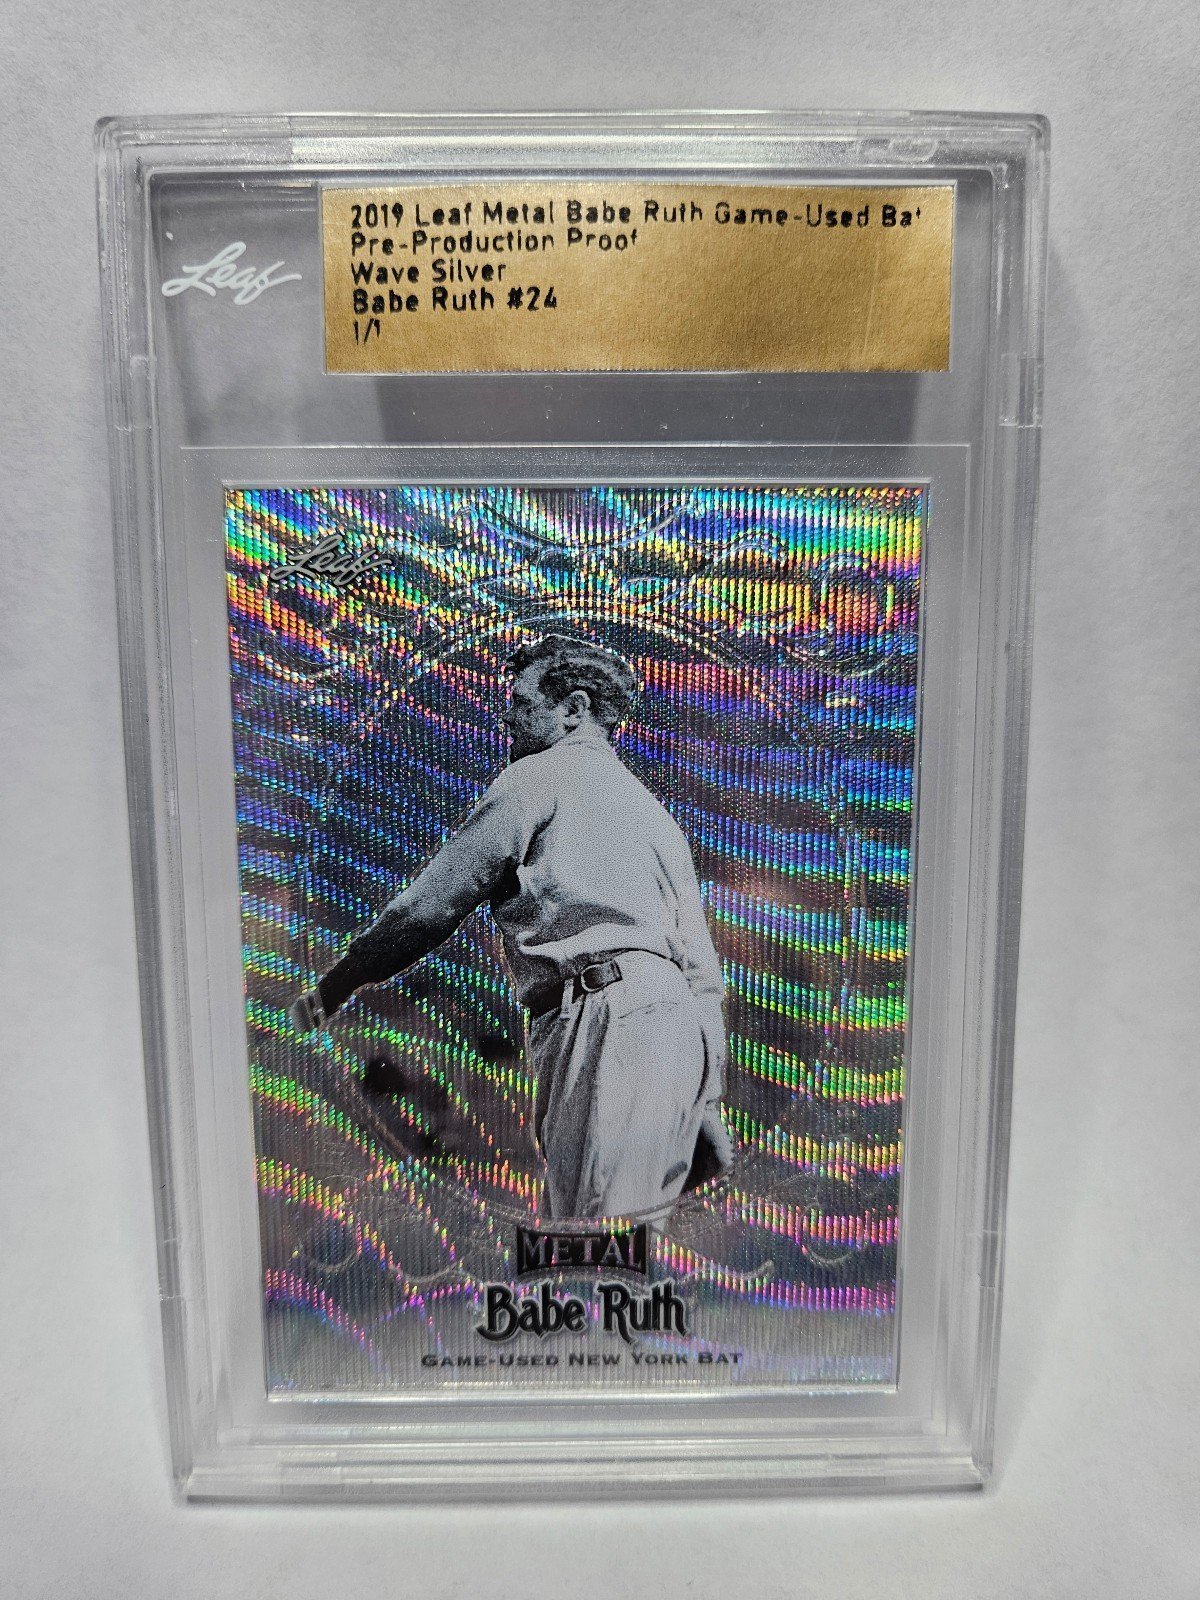 2019 Leaf Metal Babe Ruth Game-Used Bat
Pre-Production Proof
Wave Silver
Babe Ruth #24
1/1
Leaf
Leaf
METAL
Babe Ruth
GAME-USED NEW YORK BAT